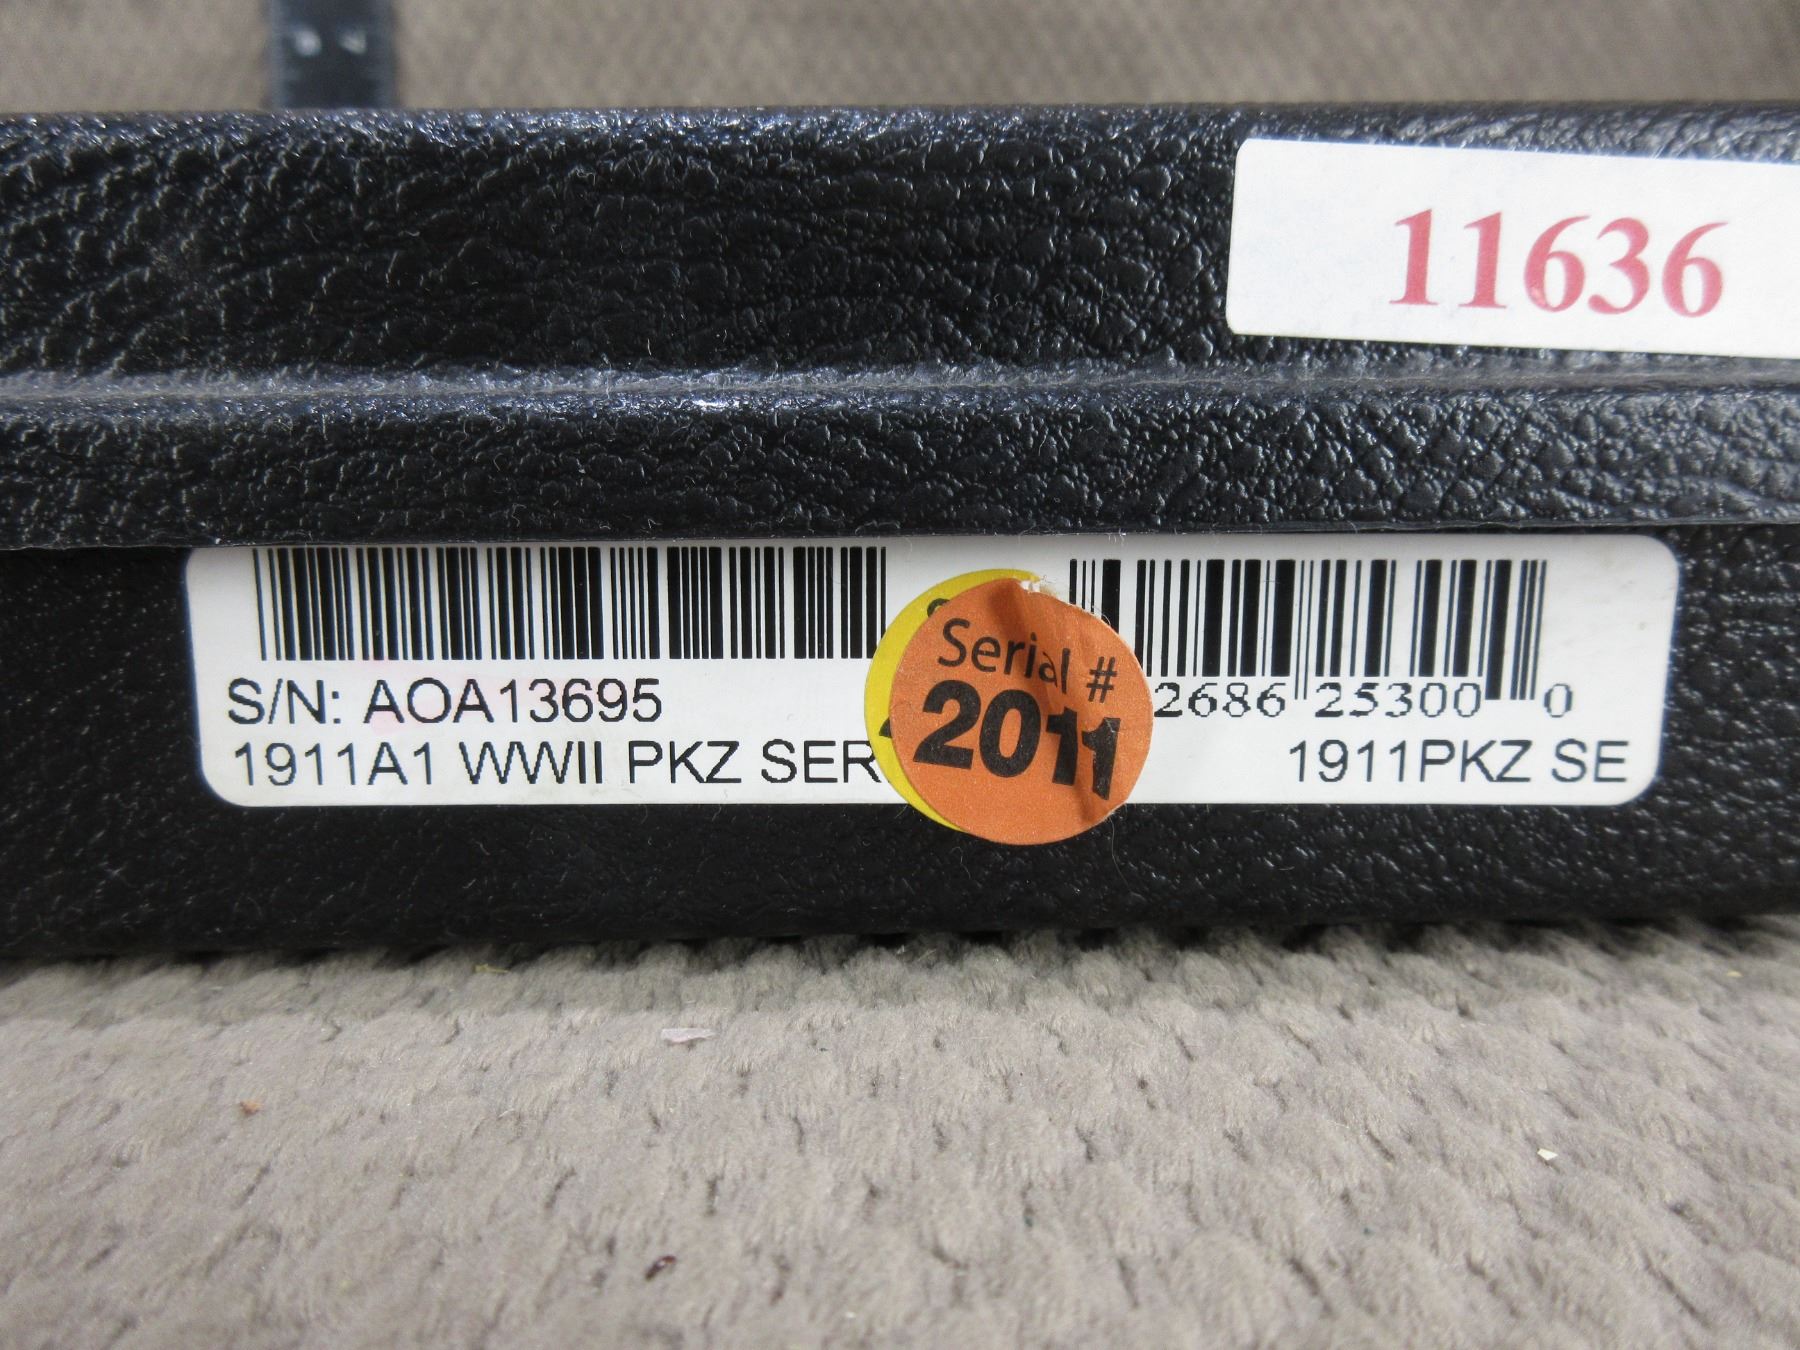 11636
S/N: AOA13695
1911A1 WWII PKZ SER
Serial #
2011
2686 25300 0
1911PKZ SE